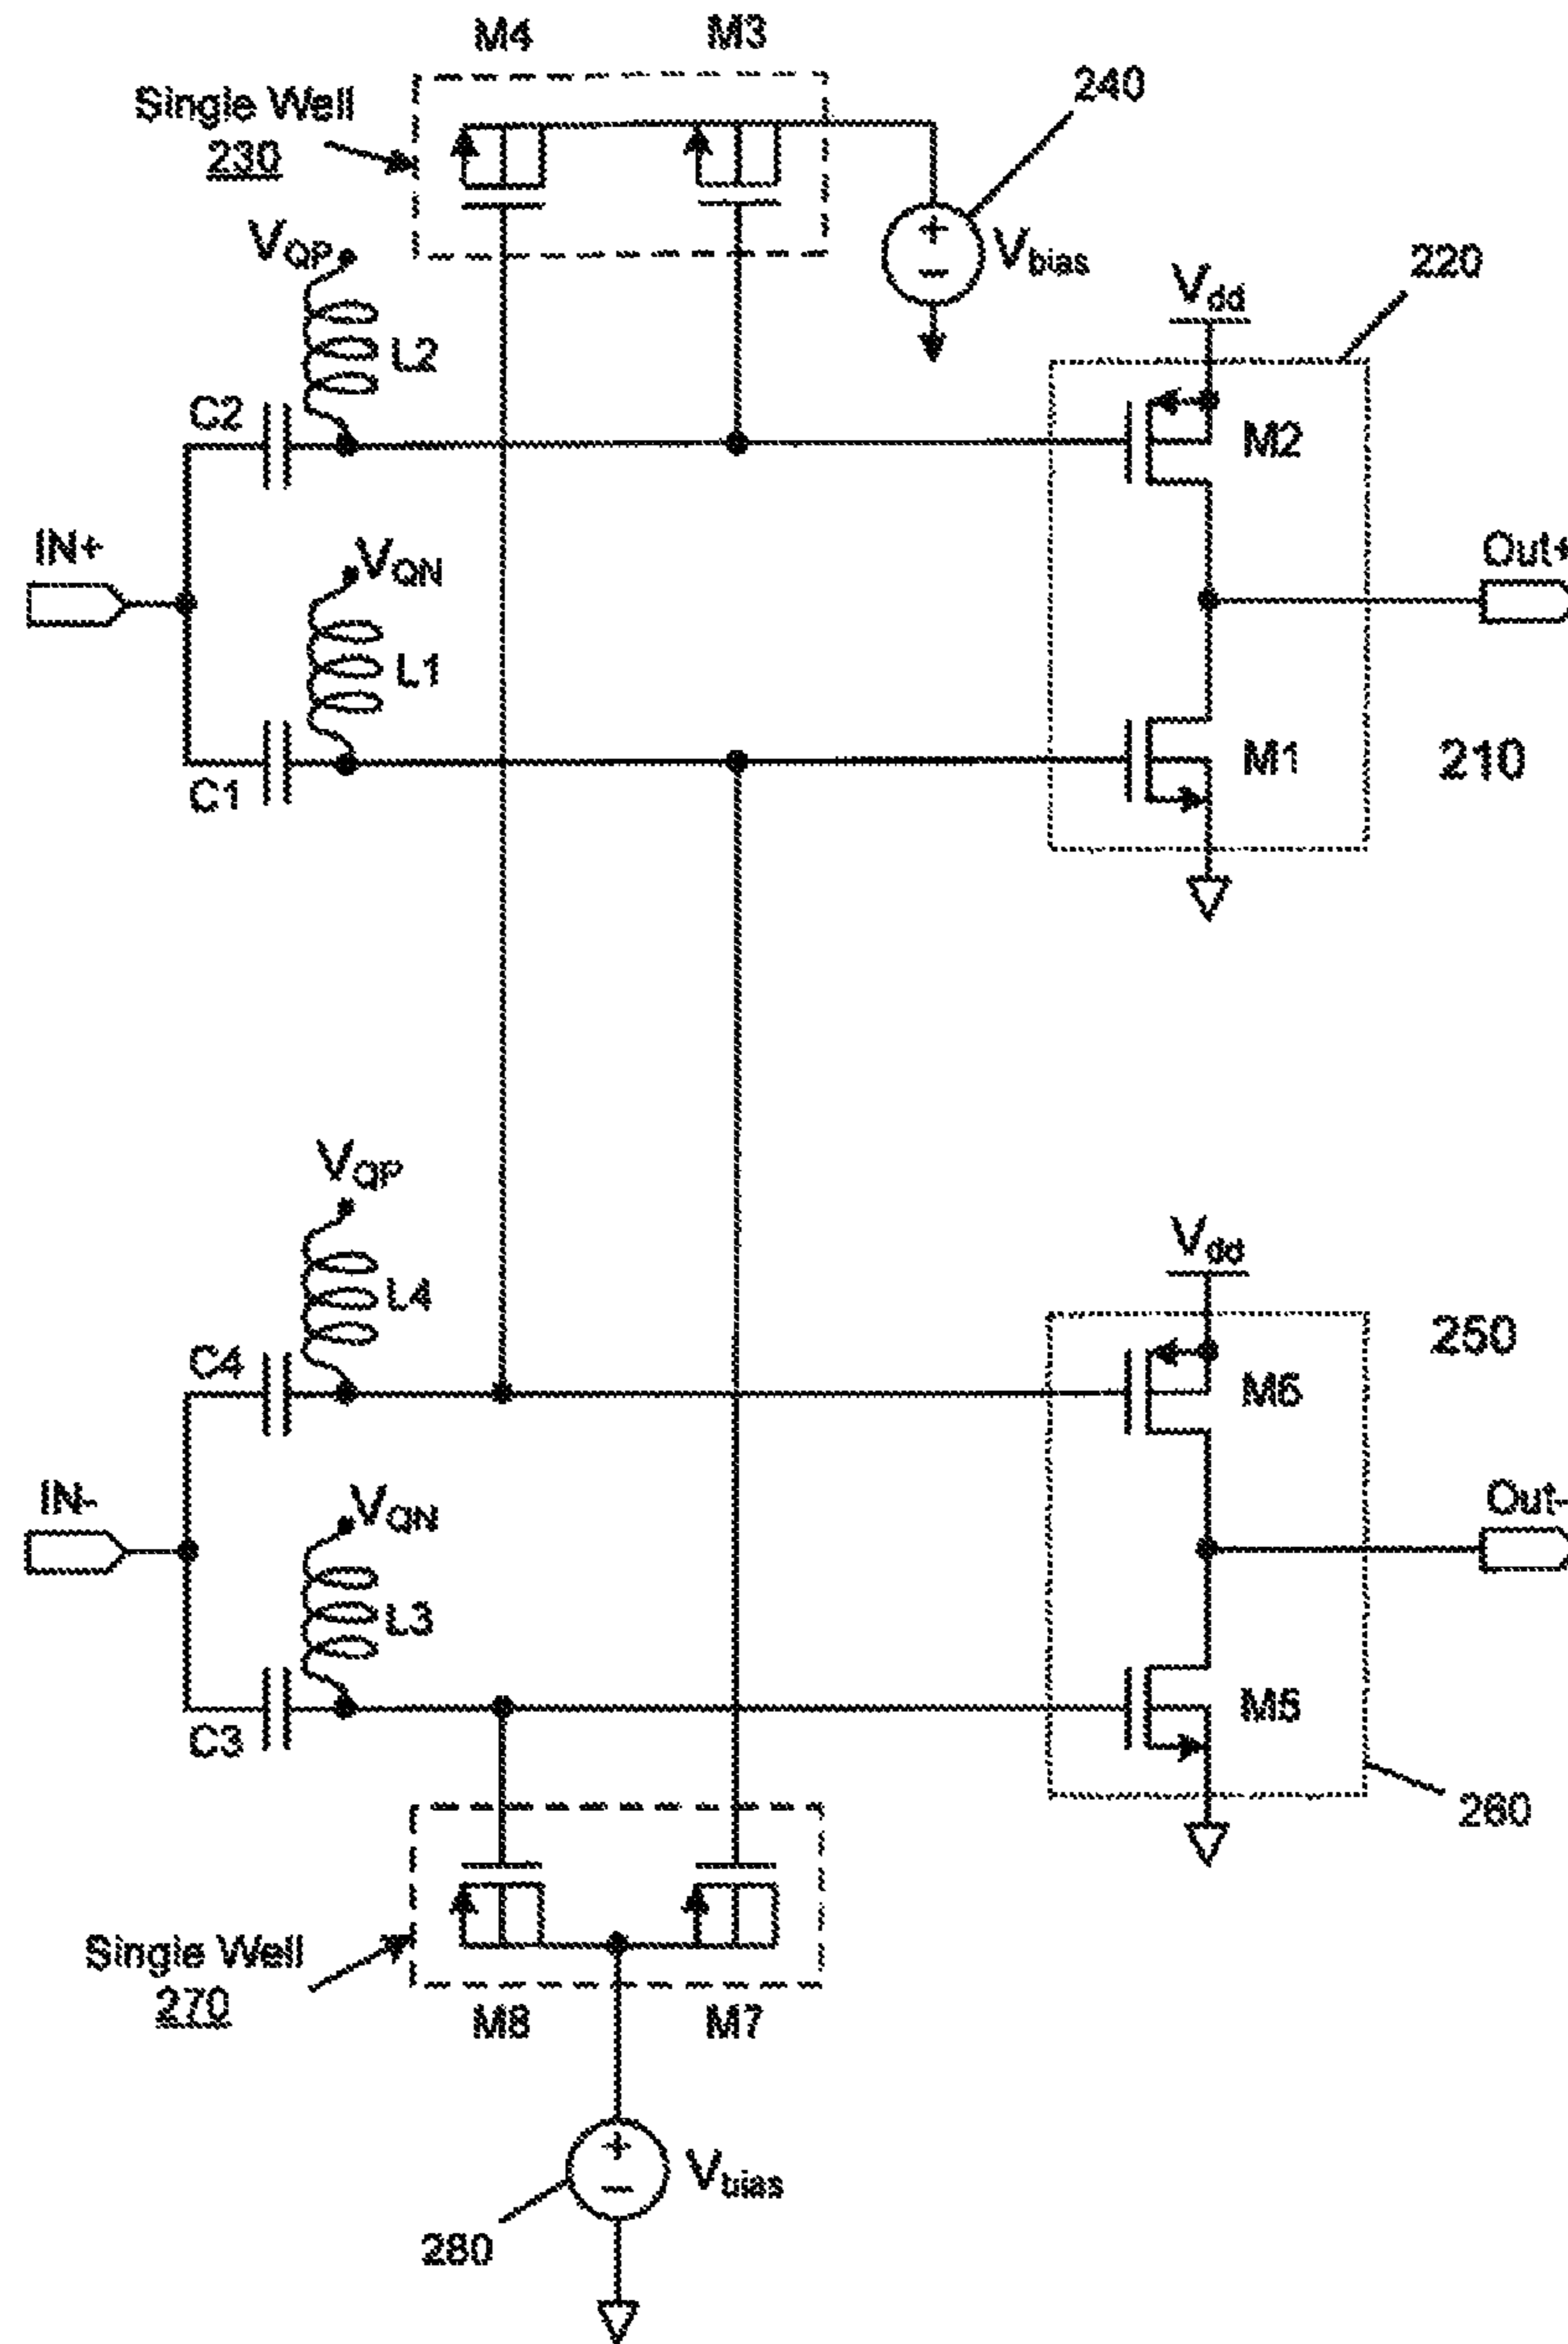 M4
M3
Single Well
230
240
VQP
Vbias
220
Vdd
L2
C2
M2
IN+
VQN
Out+
L1
C1
M1
210
VQP
Vdd
L4
250
C4
M6
IN-
VQN
Out-
L3
C3
M5
260
Single Well
270
M8
M7
Vbias
280